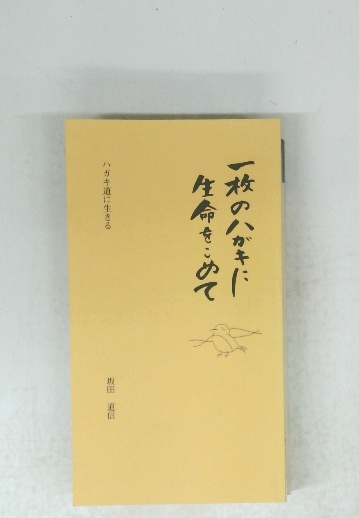 一枚のハガキに
生命をこめて
ハガキ道に生きる
坂田 道信